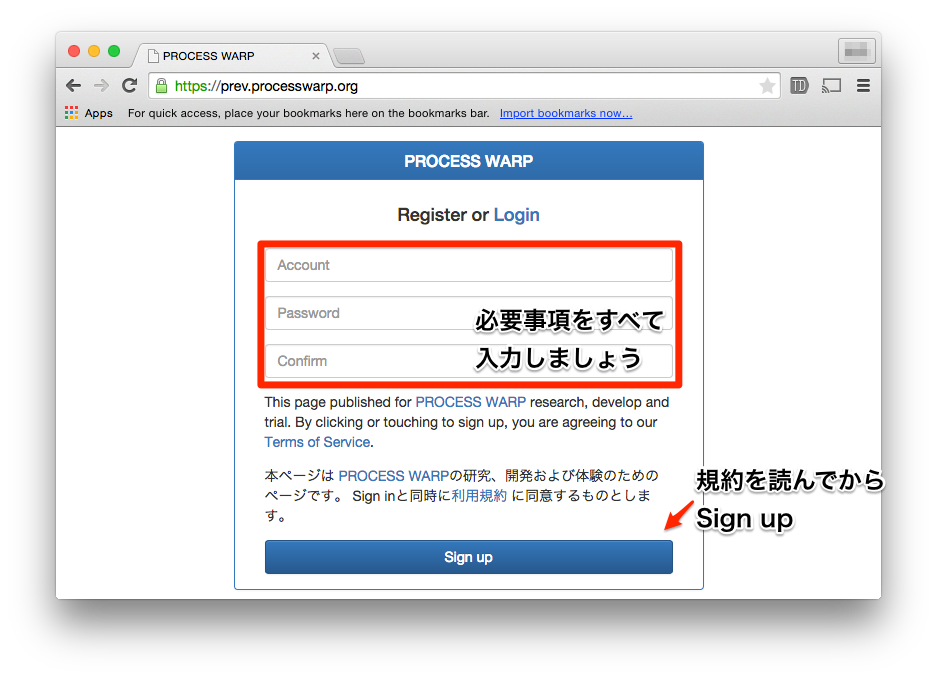 PROCESS WARP
https://prev.processwarp.org
TD
Apps For quick access, place your bookmarks here on the bookmarks bar. Import bookmarks now…
PROCESS WARP
Register or Login
Account
Password
必要事項をすべて
Confirm
入力しましょう
This page published for PROCESS WARP research, develop and
trial. By clicking or touching to sign up, you are agreeing to our
Terms of Service.
本ページは PROCESS WARPの研究、開発および体験のための
ページです。 Sign inと同時に利用規約 に同意するものとしま
す。
規約を読んでから
Sign up
Sign up